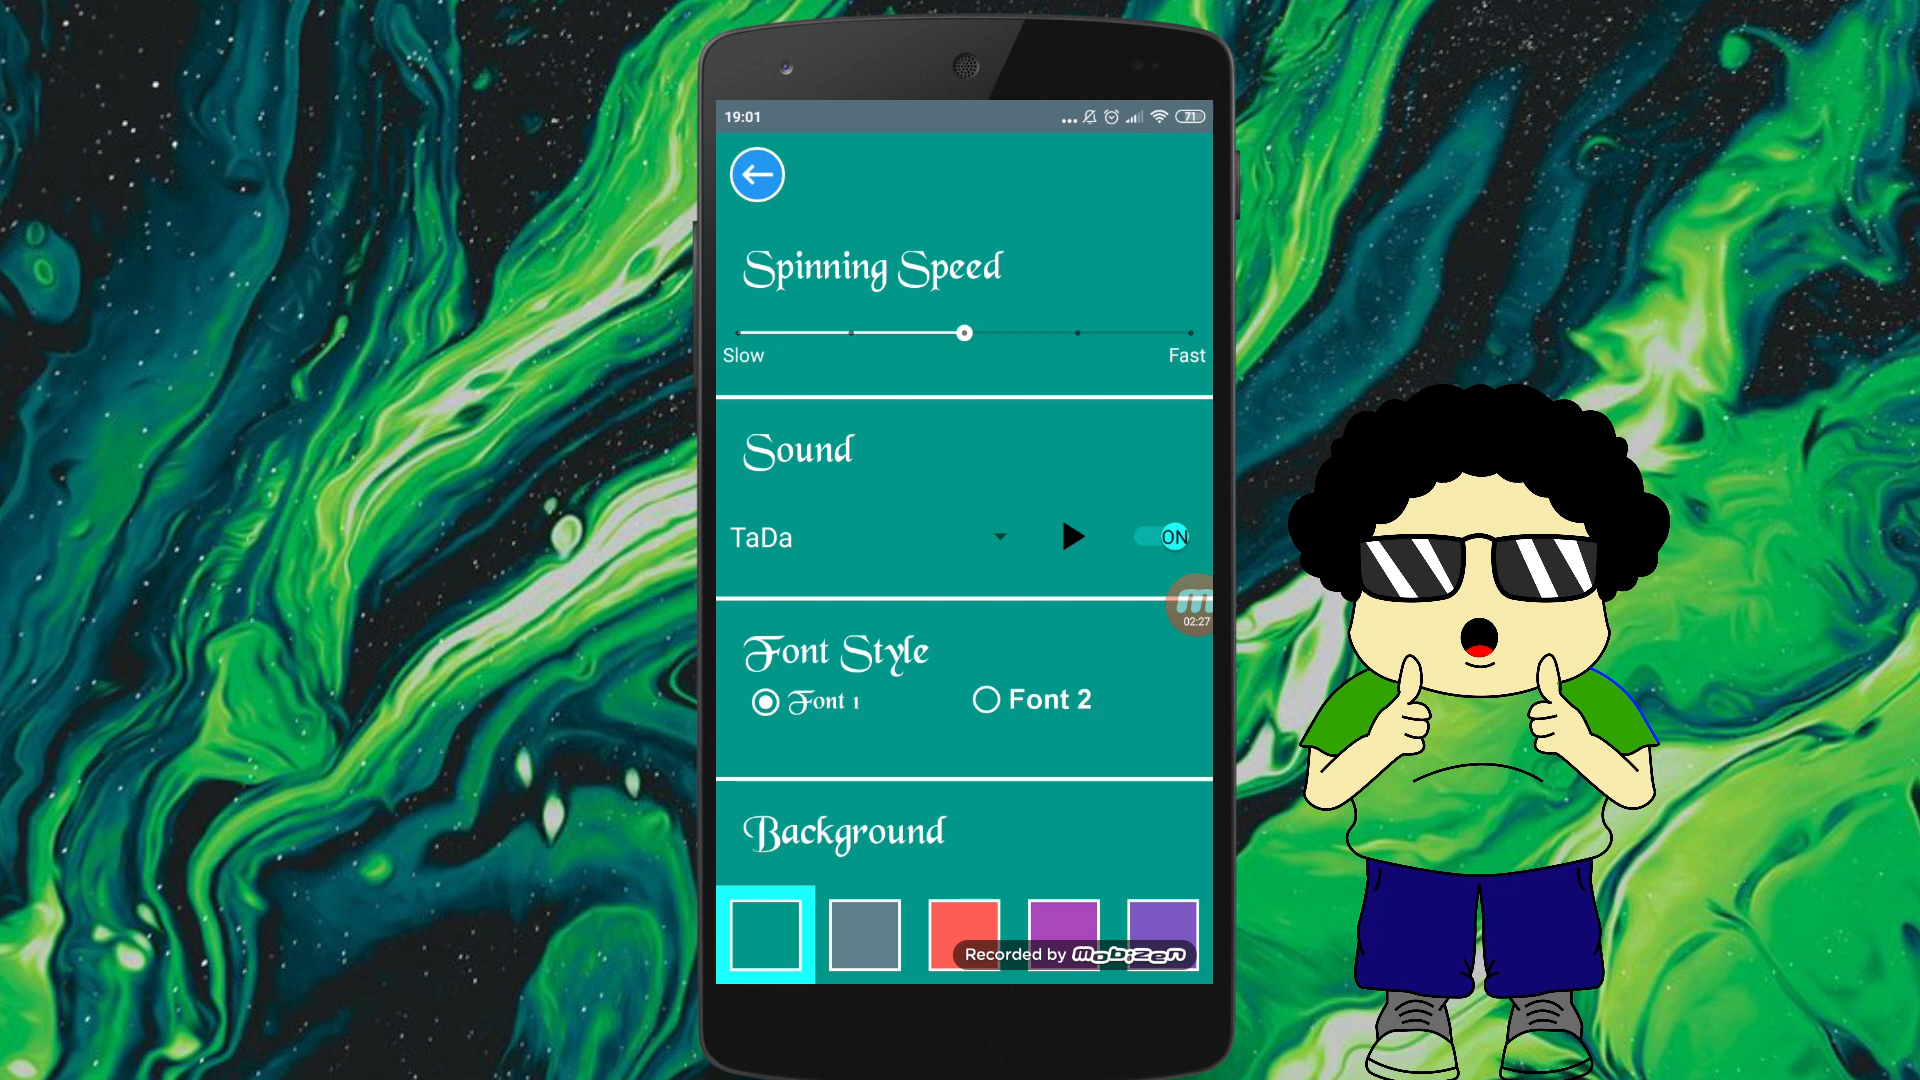 19:01
71
Spinning Speed
Slow
Fast
Sound
TaDa
ON
02:27
Font Style
Font 1
Font 2
Background
Recorded by mobizen